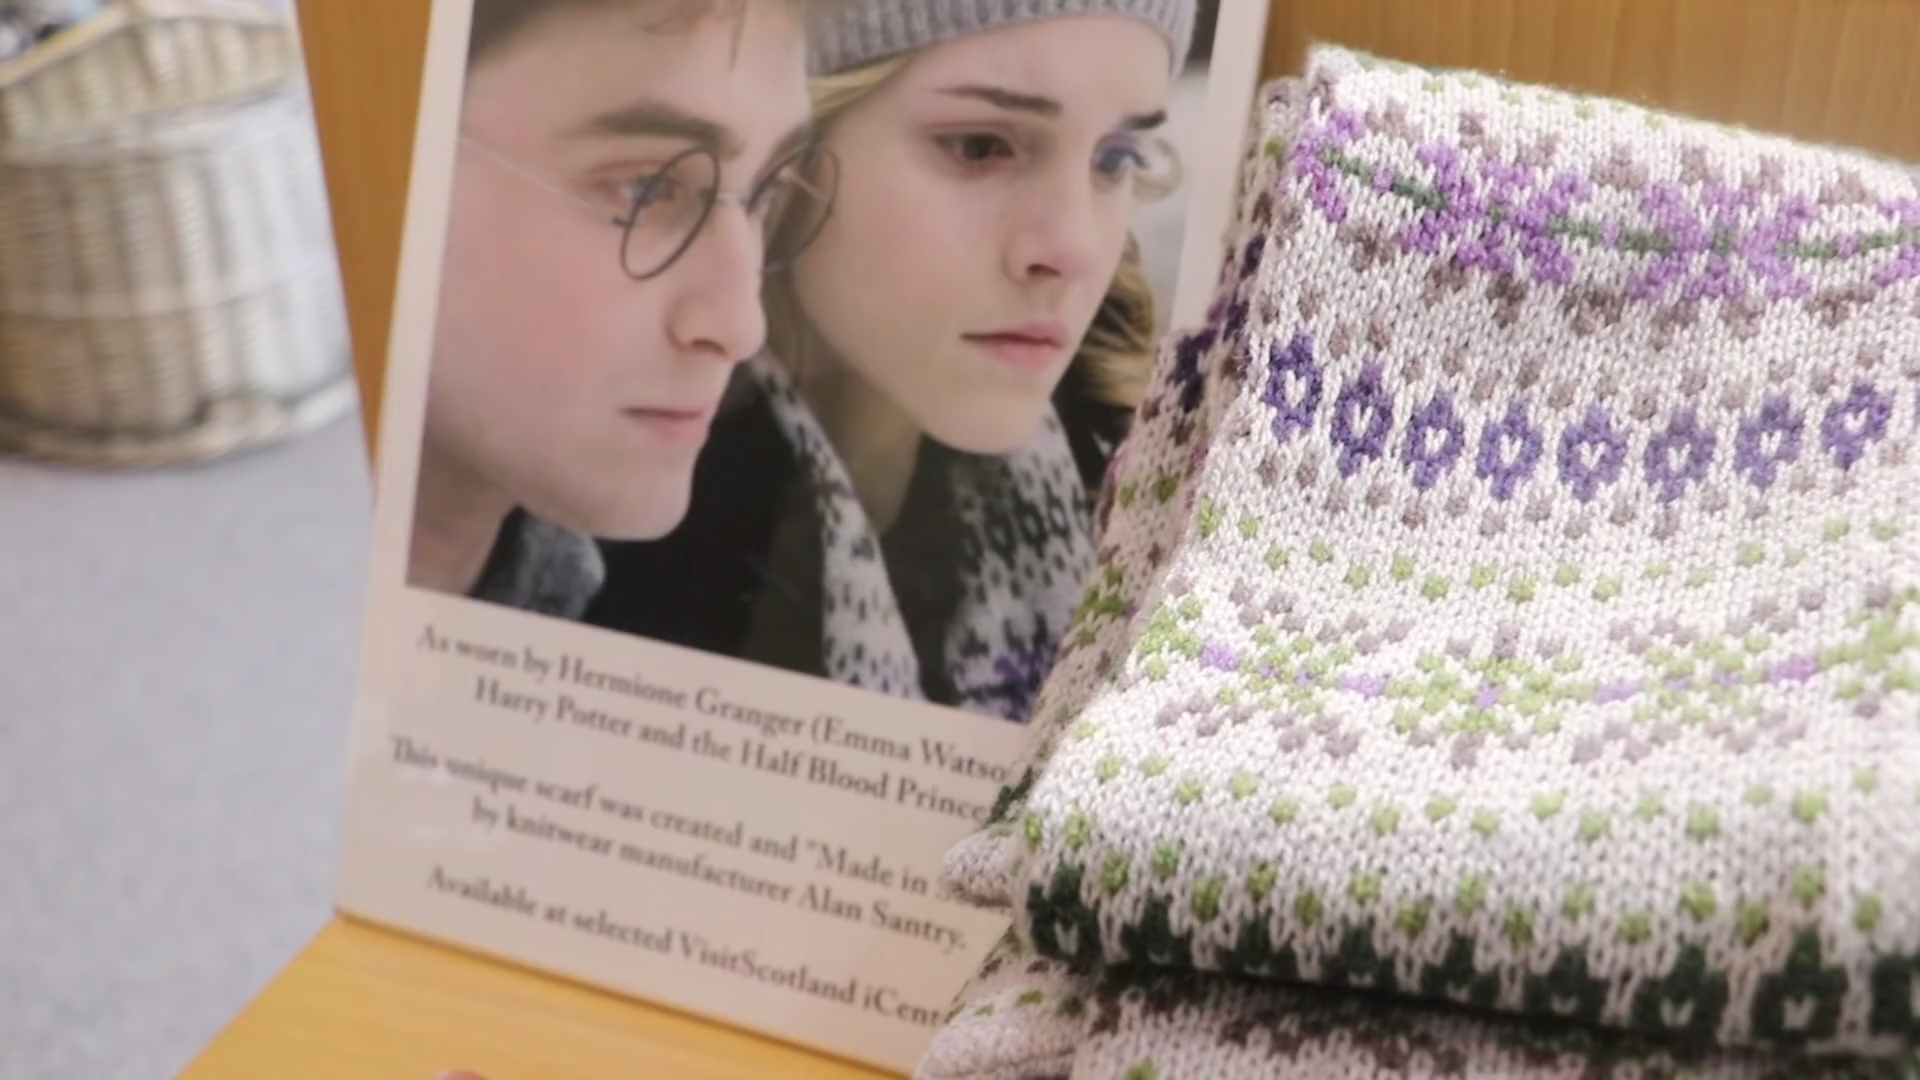 As worn by Hermione Granger (Emma Watso
Harry Potter and the Half Blood Prince
This unique scarf was created and "Made in
by knitwear manufacturer Alan Santry.
Available at selected VisitScotland iCent